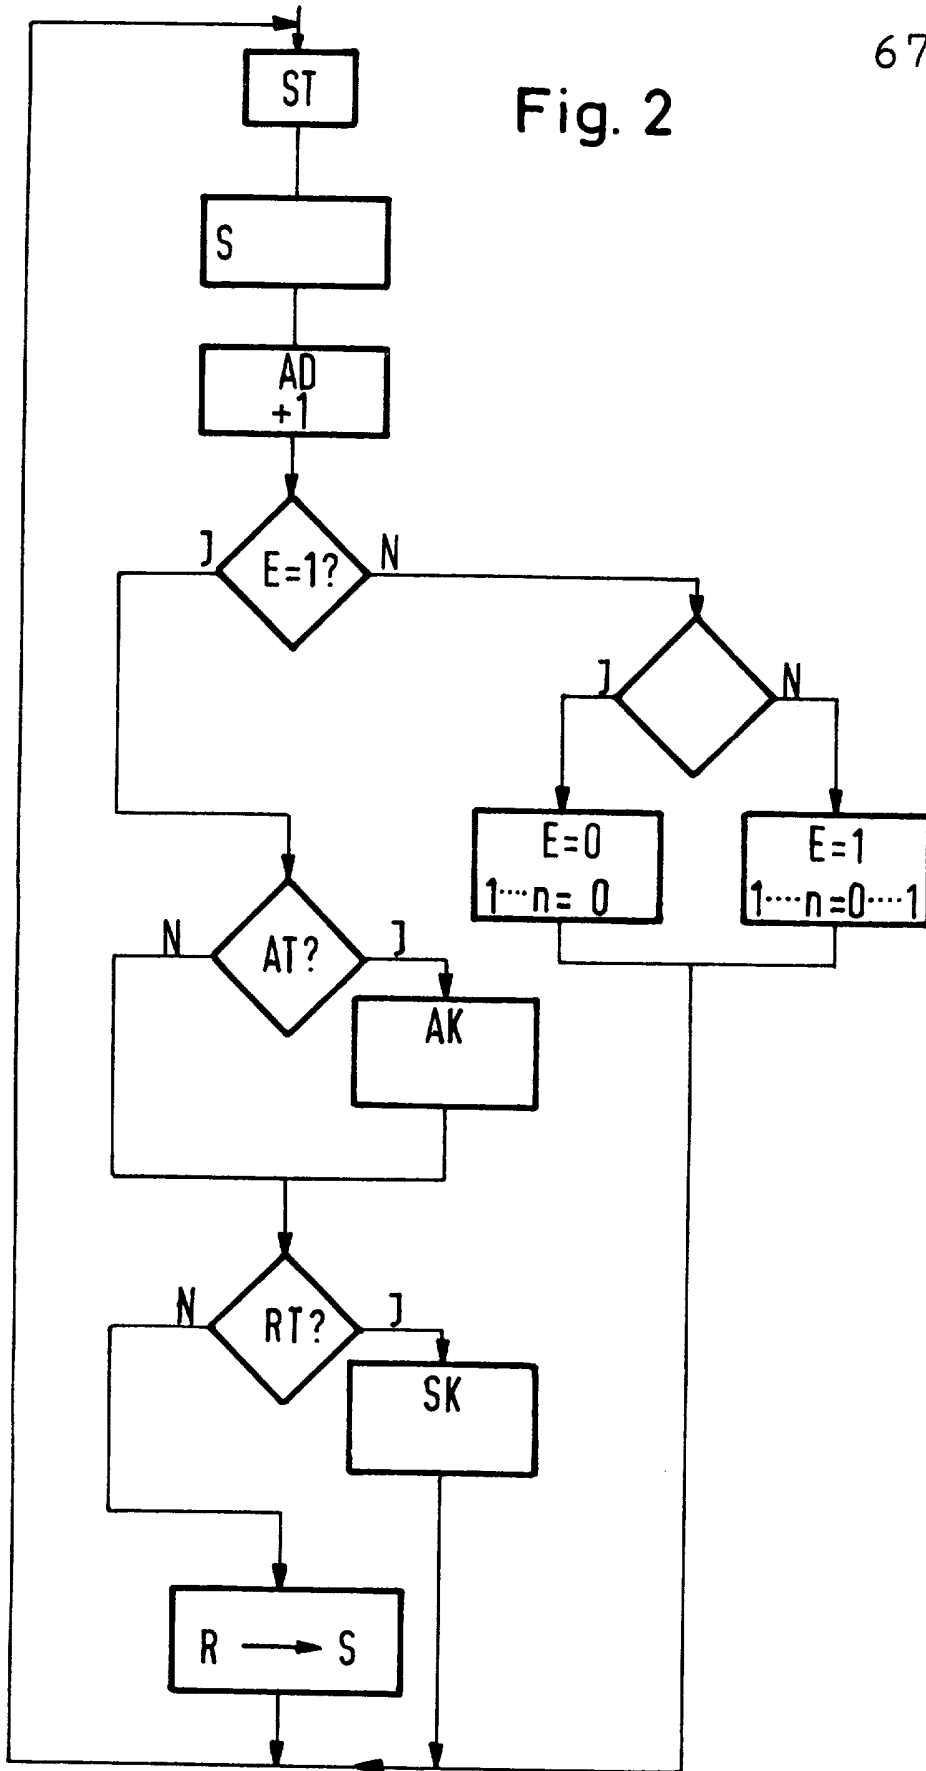 67
Fig. 2
ST
S
AD
+1
J
E=1?
N
J
N
E=0
1····n= 0
E=1
1····n=0····1
N
AT?
J
AK
N
RT?
J
SK
R → S